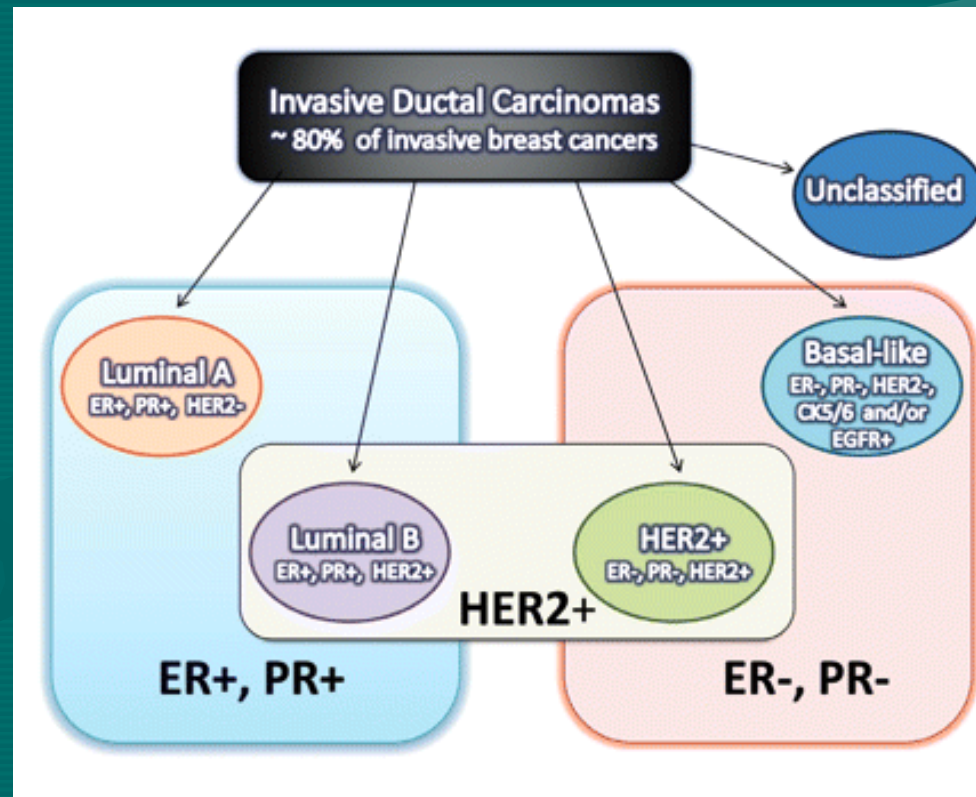 Invasive Ductal Carcinomas
~ 80% of invasive breast cancers
Unclassified
Luminal A
ER+, PR+, HER2-
Basal-like
ER-, PR-, HER2-,
CK5/6 and/or
EGFR+
Luminal B
ER+, PR+, HER2+
HER2+
ER-, PR-, HER2+
HER2+
ER+, PR+
ER-, PR-